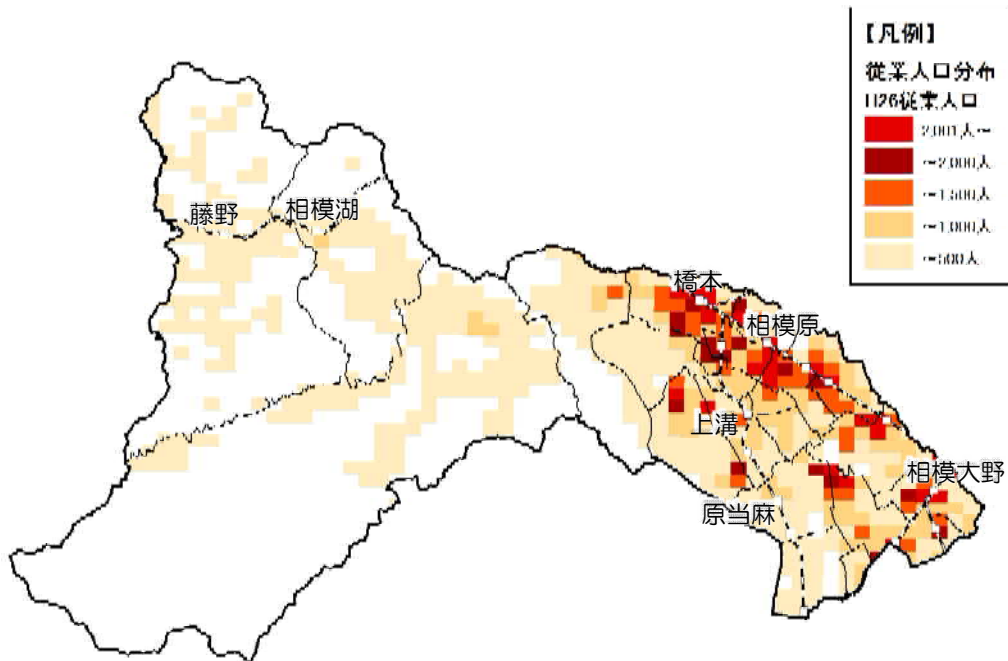 【凡例】
従業人口分布
H26従業人口
2,001人~
~2,000人
~1,500人
~1,000人
~500人
藤野
相模湖
橋本
相模原
上溝
相模大野
原当麻